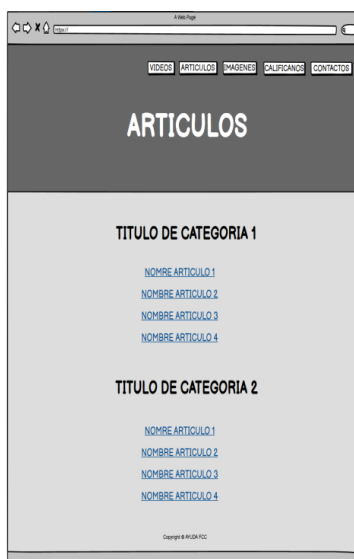 A Web Page
https://
VIDEOS ARTICULOS IMAGENES CALIFICANOS CONTACTOS
ARTICULOS
TITULO DE CATEGORIA 1
NOMRE ARTICULO 1
NOMBRE ARTICULO 2
NOMBRE ARTICULO 3
NOMBRE ARTICULO 4
TITULO DE CATEGORIA 2
NOMBRE ARTICULO 1
NOMBRE ARTICULO 2
NOMBRE ARTICULO 3
NOMBRE ARTICULO 4
Copyright © AYUDA FCC